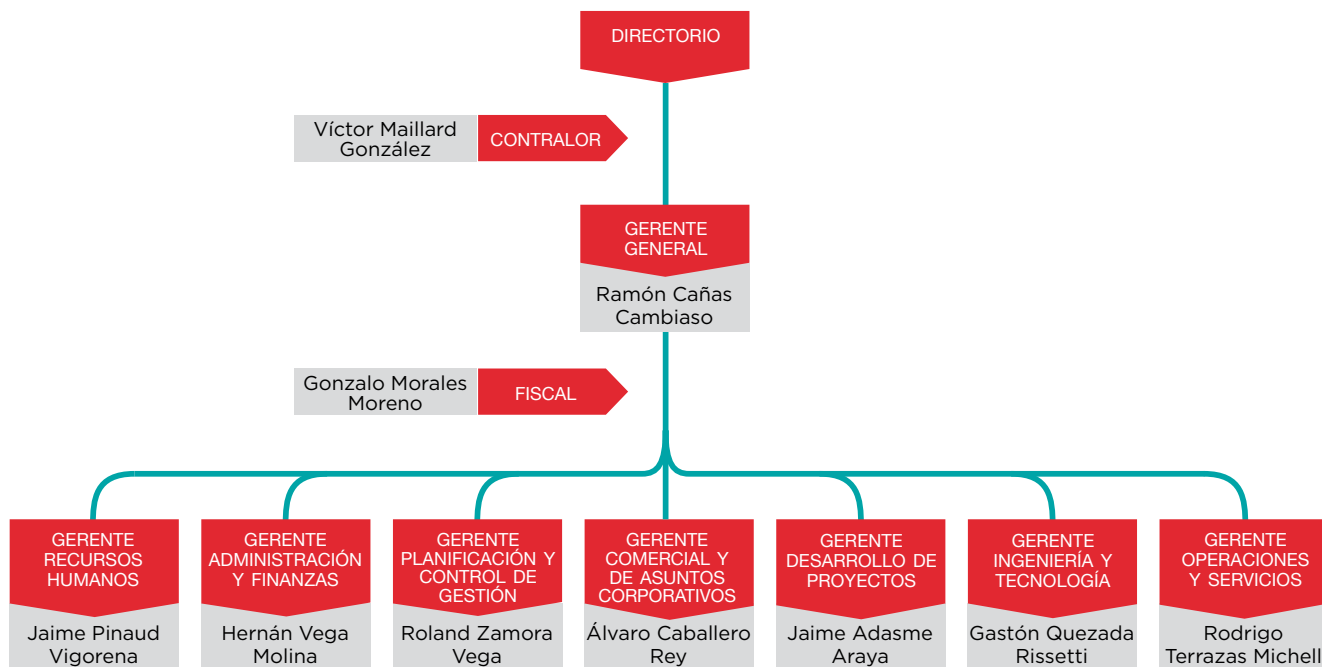 DIRECTORIO
Víctor Maillard
González
CONTRALOR
GERENTE
GENERAL
Ramón Cañas
Cambiaso
Gonzalo Morales
Moreno
FISCAL
GERENTE
RECURSOS
HUMANOS
Jaime Pinaud
Vigorena
GERENTE
ADMINISTRACIÓN
Y FINANZAS
Hernán Vega
Molina
GERENTE
PLANIFICACIÓN Y
CONTROL DE
GESTIÓN
Roland Zamora
Vega
GERENTE
COMERCIAL Y
DE ASUNTOS
CORPORATIVOS
Álvaro Caballero
Rey
GERENTE
DESARROLLO DE
PROYECTOS
Jaime Adasme
Araya
GERENTE
INGENIERÍA Y
TECNOLOGÍA
Gastón Quezada
Rissetti
GERENTE
OPERACIONES
Y SERVICIOS
Rodrigo
Terrazas Michell